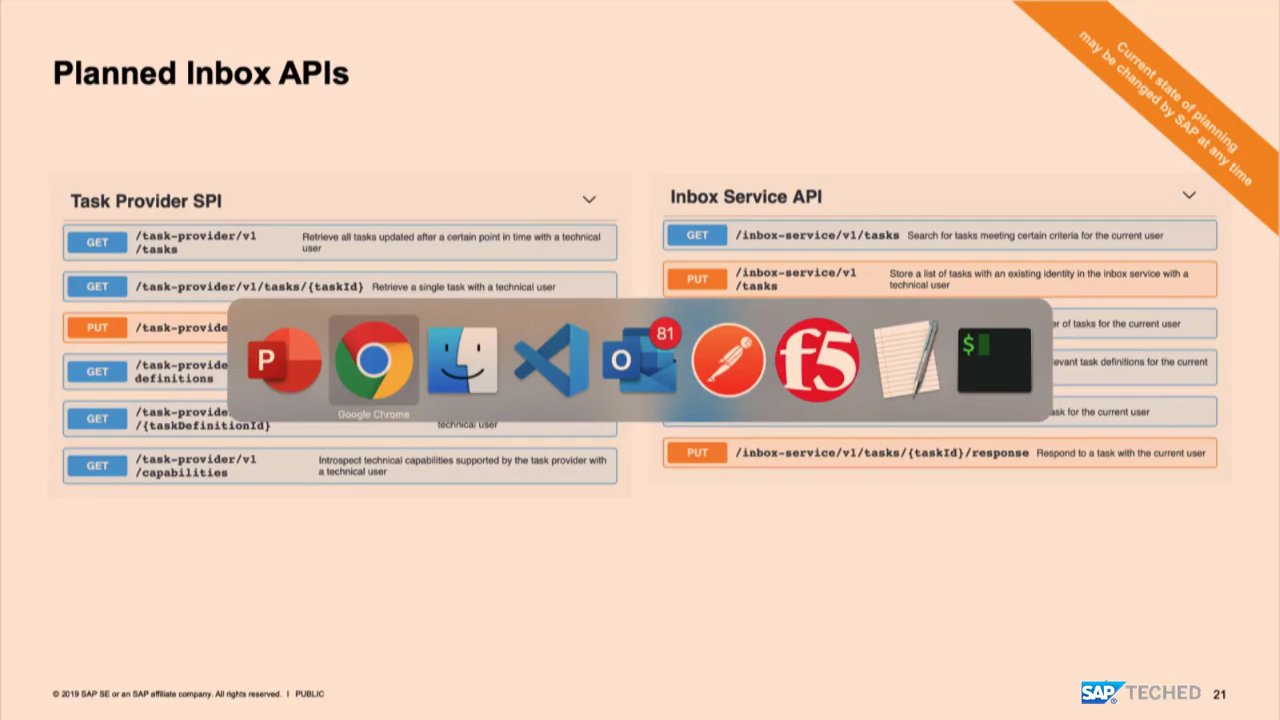 Planned Inbox APIs
Current state of planning
may be changed by SAP at any time
Task Provider SPI
GET /task-provider/v1 Retrieve all tasks updated after a certain point in time with a technical
/tasks user
GET /task-provider/v1/tasks/{taskId} Retrieve a single task with a technical user
PUT /task-provide
GET /task-provide
definitions
GET /task-provide
/{taskDefinitionId} technical user
GET /task-provider/v1 Introspect technical capabilities supported by the task provider with
/capabilities a technical user
Inbox Service API
GET /inbox-service/v1/tasks Search for tasks meeting certain criteria for the current user
PUT /inbox-service/v1 Store a list of tasks with an existing identity in the inbox service with a
/tasks technical user
er of tasks for the current user
evant task definitions for the current
ask for the current user
PUT /inbox-service/v1/tasks/{taskId}/response Respond to a task with the current user
P
O
81
f5
$
Google Chrome
© 2019 SAP SE or an SAP affiliate company. All rights reserved. I PUBLIC
SAP® TECHED 21